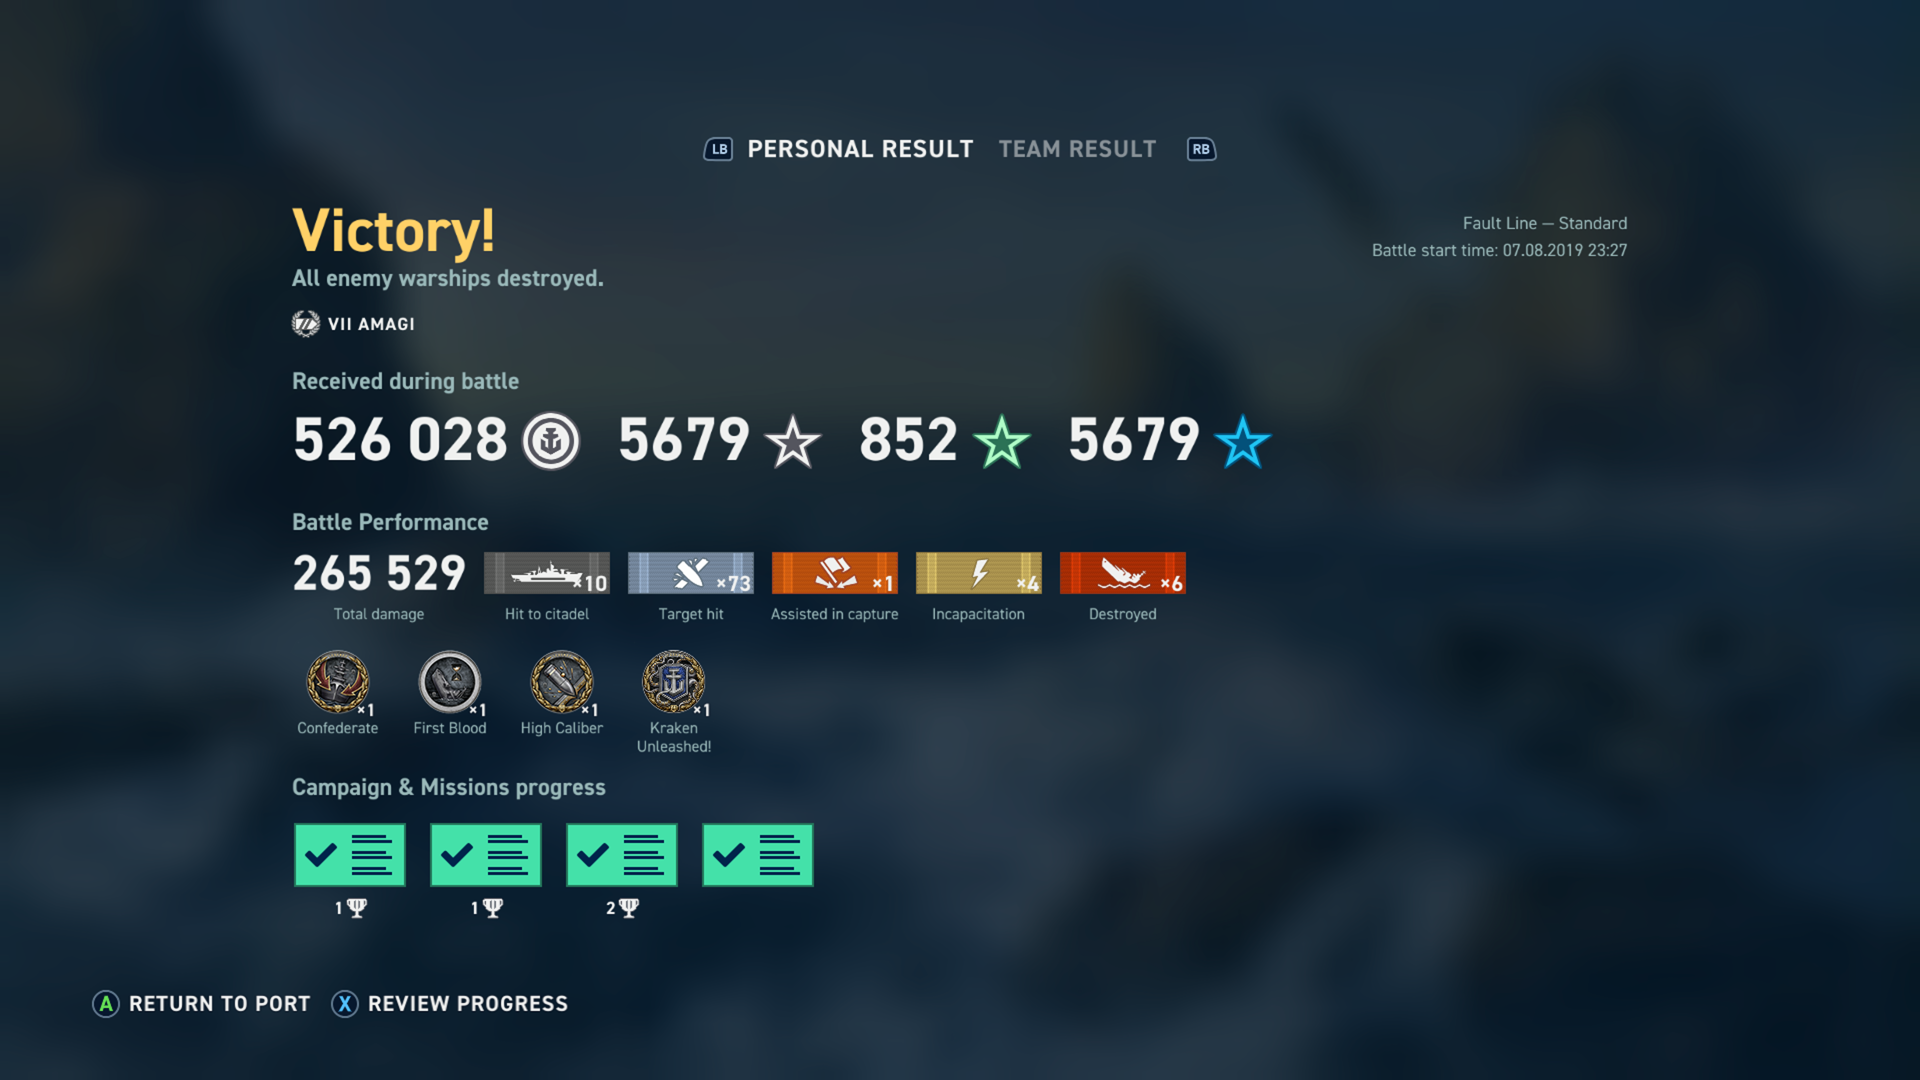 LB PERSONAL RESULT TEAM RESULT RB
Victory!
Fault Line — Standard
All enemy warships destroyed.
Battle start time: 07.08.2019 23:27
VII AMAGI
Received during battle
526 028 5679 852 5679
Battle Performance
265 529 ×10 ×73 ×1 ×4 ×6
Total damage Hit to citadel Target hit Assisted in capture Incapacitation Destroyed
×1 ×1 ×1 ×1
Confederate First Blood High Caliber Kraken
Unleashed!
Campaign & Missions progress
1 1 2
A RETURN TO PORT X REVIEW PROGRESS